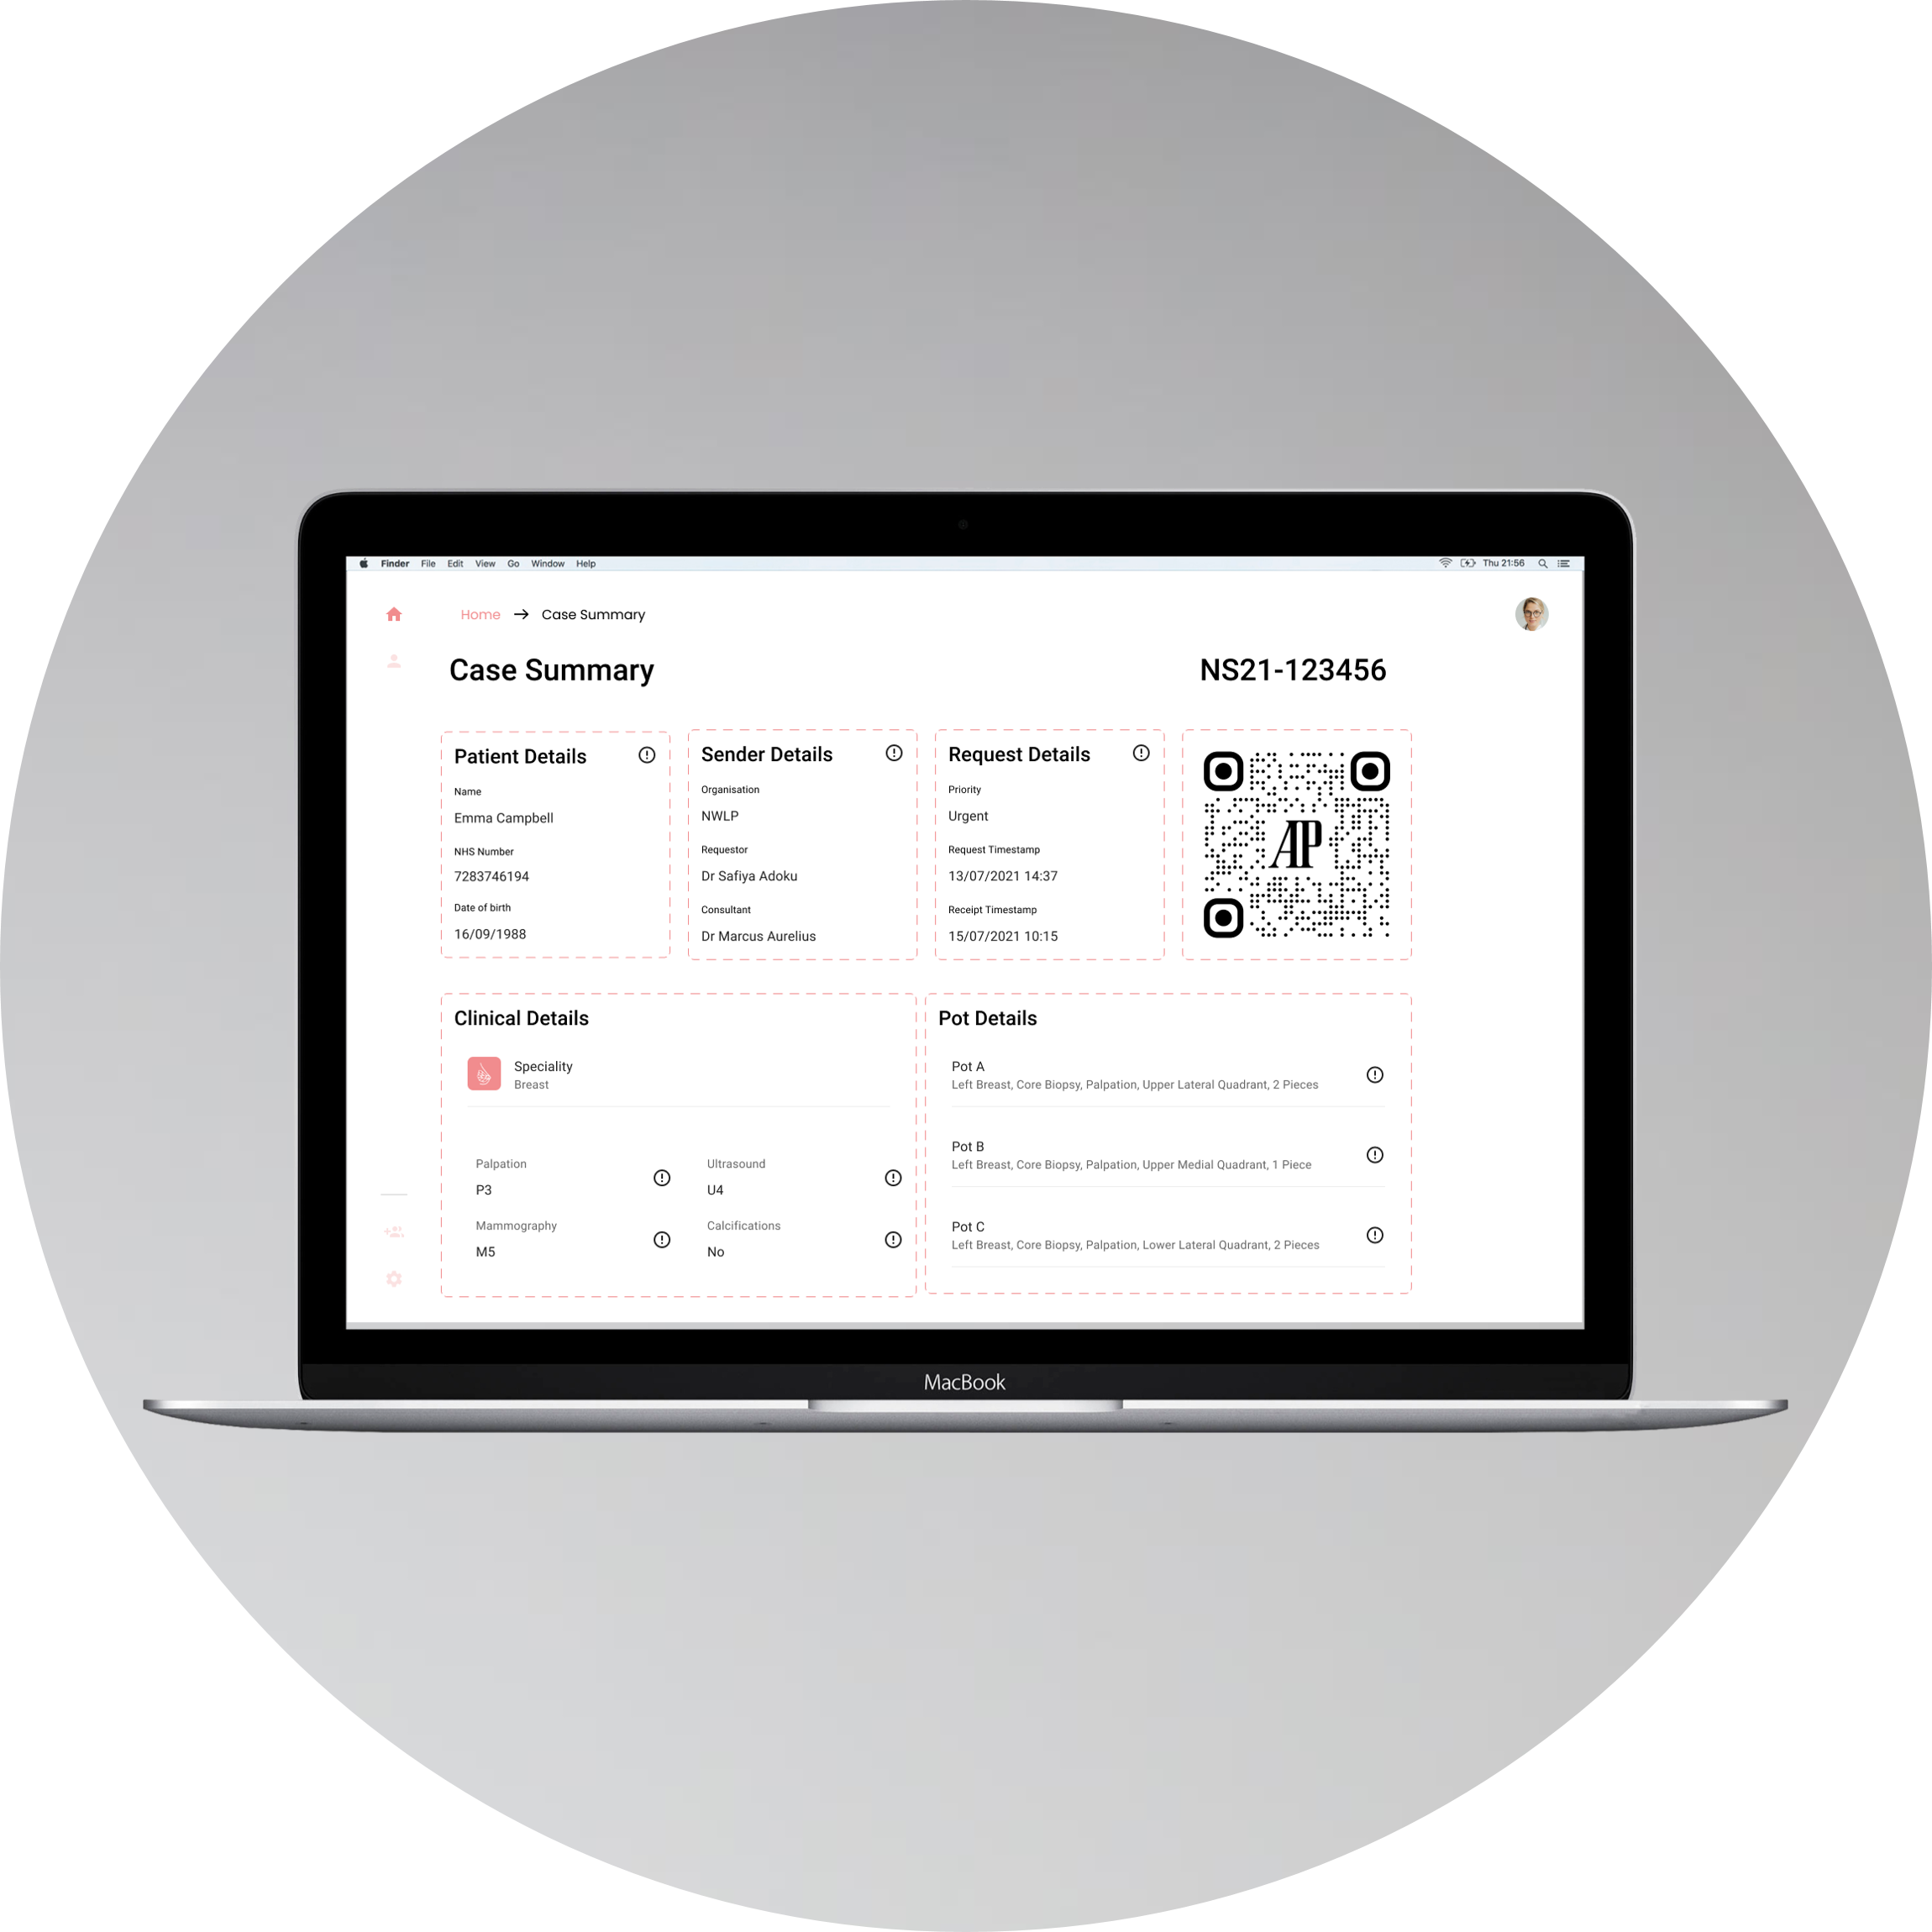 Finder File Edit View Go Window Help Thu 21:56
Home → Case Summary
Case Summary NS21-123456
Patient Details
Name
Emma Campbell
NHS Number
7283746194
Date of birth
16/09/1988
Sender Details
Organisation
NWLP
Requestor
Dr Safiya Adoku
Consultant
Dr Marcus Aurelius
Request Details
Priority
Urgent
Request Timestamp
13/07/2021 14:37
Receipt Timestamp
15/07/2021 10:15
AP
Clinical Details
Speciality
Breast
Palpation
P3
Ultrasound
U4
Mammography
M5
Calcifications
No
Pot Details
Pot A
Left Breast, Core Biopsy, Palpation, Upper Lateral Quadrant, 2 Pieces
Pot B
Left Breast, Core Biopsy, Palpation, Upper Medial Quadrant, 1 Piece
Pot C
Left Breast, Core Biopsy, Palpation, Lower Lateral Quadrant, 2 Pieces
MacBook